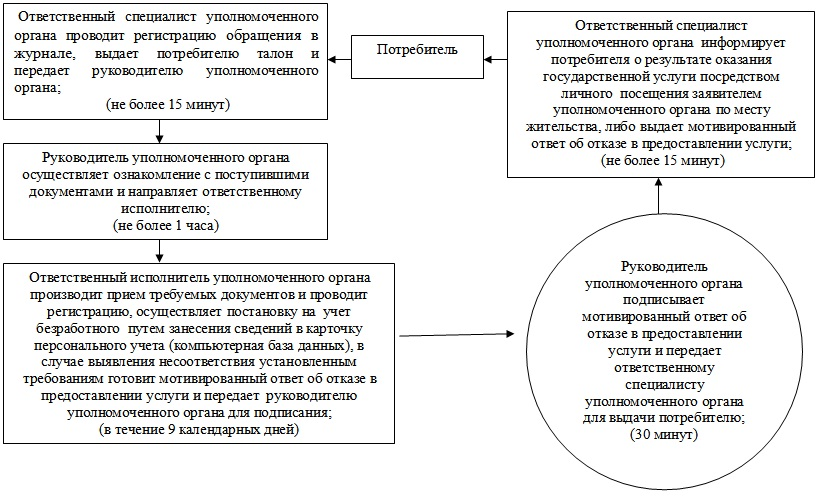 Ответственный специалист уполномоченного
органа проводит регистрацию обращения в
журнале, выдает потребителю талон и
передает руководителю уполномоченного
органа;
(не более 15 минут)
Потребитель
Ответственный специалист
уполномоченного органа информирует
потребителя о результате оказания
государственной услуги посредством
личного посещения заявителем
уполномоченного органа по месту
жительства, либо выдает мотивированный
ответ об отказе в предоставлении услуги;
(не более 15 минут)
Руководитель уполномоченного органа
осуществляет ознакомление с поступившими
документами и направляет ответственному
исполнителю;
(не более 1 часа)
Ответственный исполнитель уполномоченного органа
производит прием требуемых документов и проводит
регистрацию, осуществляет постановку на учет
безработного путем занесения сведений в карточку
персонального учета (компьютерная база данных), в
случае выявления несоответствия установленным
требованиям готовит мотивированный ответ об отказе в
предоставлении услуги и передает руководителю
уполномоченного органа для подписания;
(в течение 9 календарных дней)
Руководитель
уполномоченного органа
подписывает
мотивированный ответ об
отказе в предоставлении
услуги и передает
ответственному
специалисту
уполномоченного органа
для выдачи потребителю;
(30 минут)